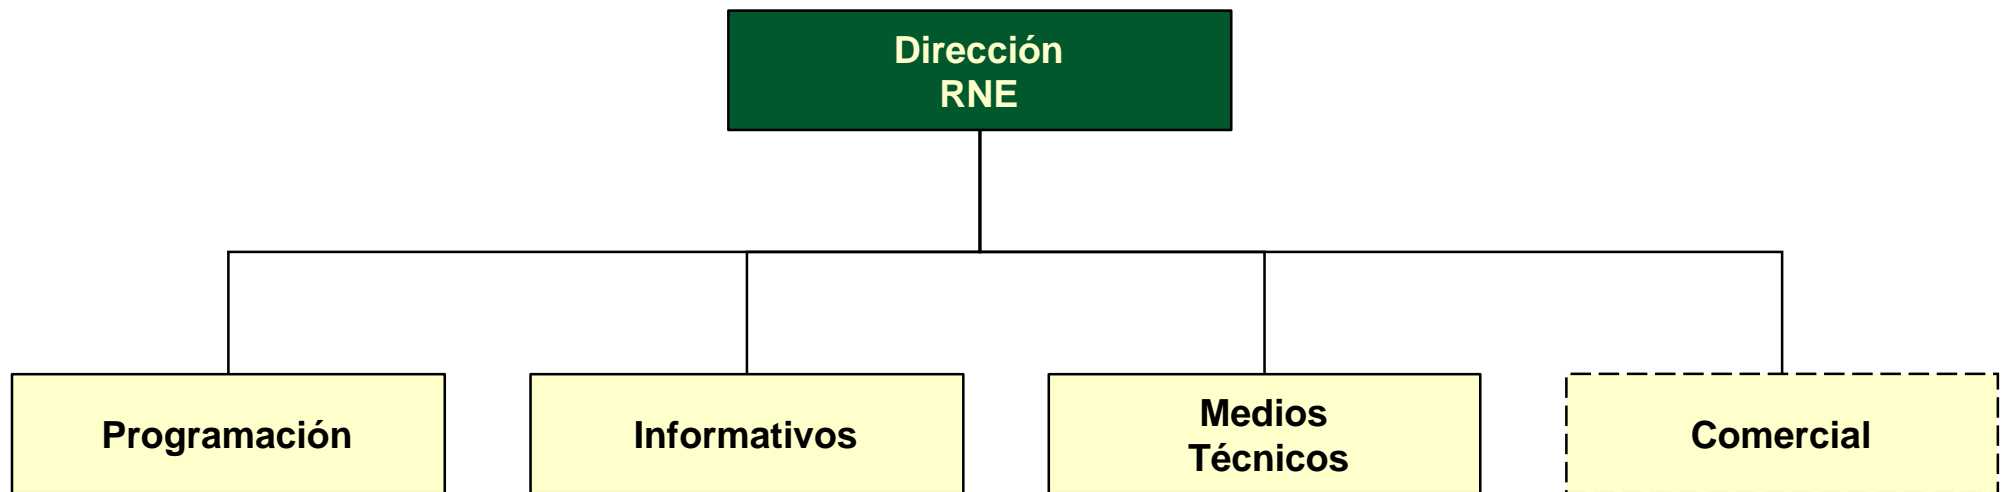 Dirección
RNE
Programación
Informativos
Medios
Técnicos
Comercial